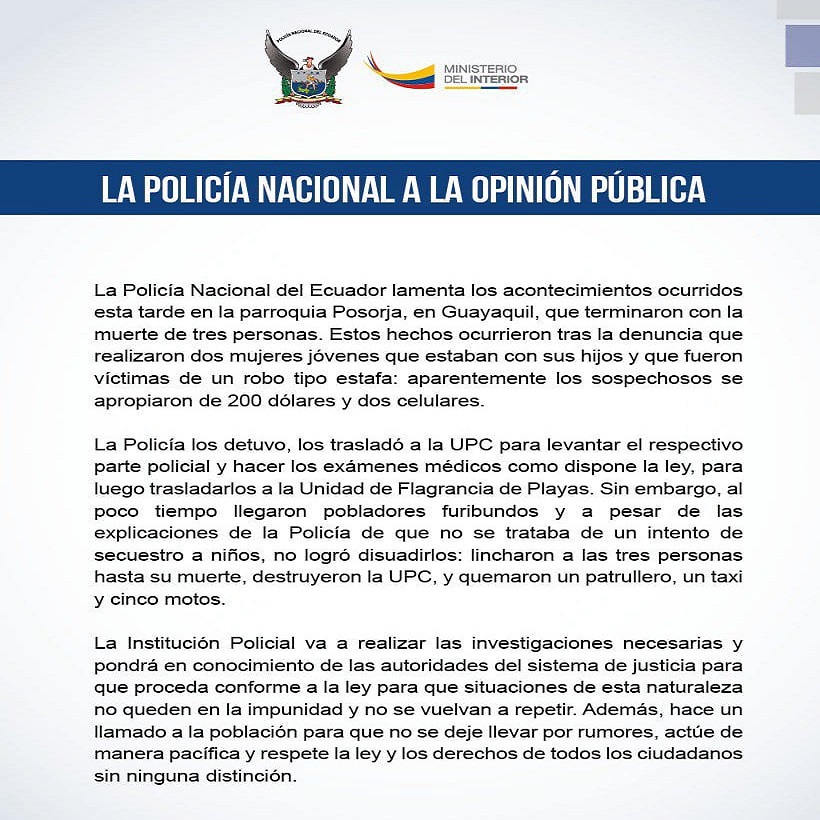 POLICÍA NACIONAL DEL ECUADOR
MINISTERIO
DEL INTERIOR
LA POLICÍA NACIONAL A LA OPINIÓN PÚBLICA
La Policía Nacional del Ecuador lamenta los acontecimientos ocurridos
esta tarde en la parroquia Posorja, en Guayaquil, que terminaron con la
muerte de tres personas. Estos hechos ocurrieron tras la denuncia que
realizaron dos mujeres jóvenes que estaban con sus hijos y que fueron
víctimas de un robo tipo estafa: aparentemente los sospechosos se
apropiaron de 200 dólares y dos celulares.
La Policía los detuvo, los trasladó a la UPC para levantar el respectivo
parte policial y hacer los exámenes médicos como dispone la ley, para
luego trasladarlos a la Unidad de Flagrancia de Playas. Sin embargo, al
poco tiempo llegaron pobladores furibundos y a pesar de las
explicaciones de la Policía de que no se trataba de un intento de
secuestro a niños, no logró disuadirlos: lincharon a las tres personas
hasta su muerte, destruyeron la UPC, y quemaron un patrullero, un taxi
y cinco motos.
La Institución Policial va a realizar las investigaciones necesarias y
pondrá en conocimiento de las autoridades del sistema de justicia para
que proceda conforme a la ley para que situaciones de esta naturaleza
no queden en la impunidad y no se vuelvan a repetir. Además, hace un
llamado a la población para que no se deje llevar por rumores, actúe de
manera pacífica y respete la ley y los derechos de todos los ciudadanos
sin ninguna distinción.